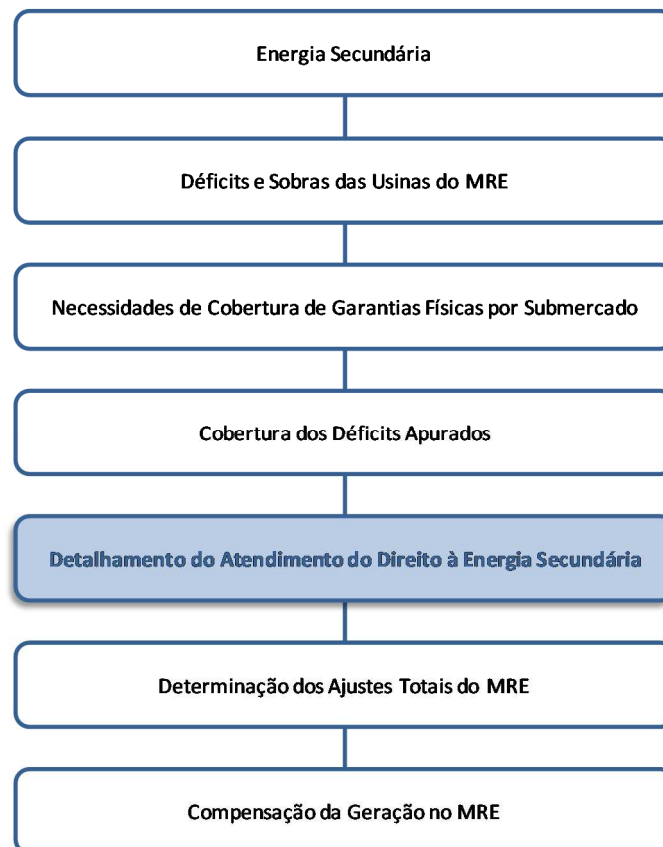 Energia Secundária
Déficits e Sobras das Usinas do MRE
Necessidades de Cobertura de Garantias Físicas por Submercado
Cobertura dos Déficits Apurados
Detalhamento do Atendimento do Direito à Energia Secundária
Determinação dos Ajustes Totais do MRE
Compensação da Geração no MRE